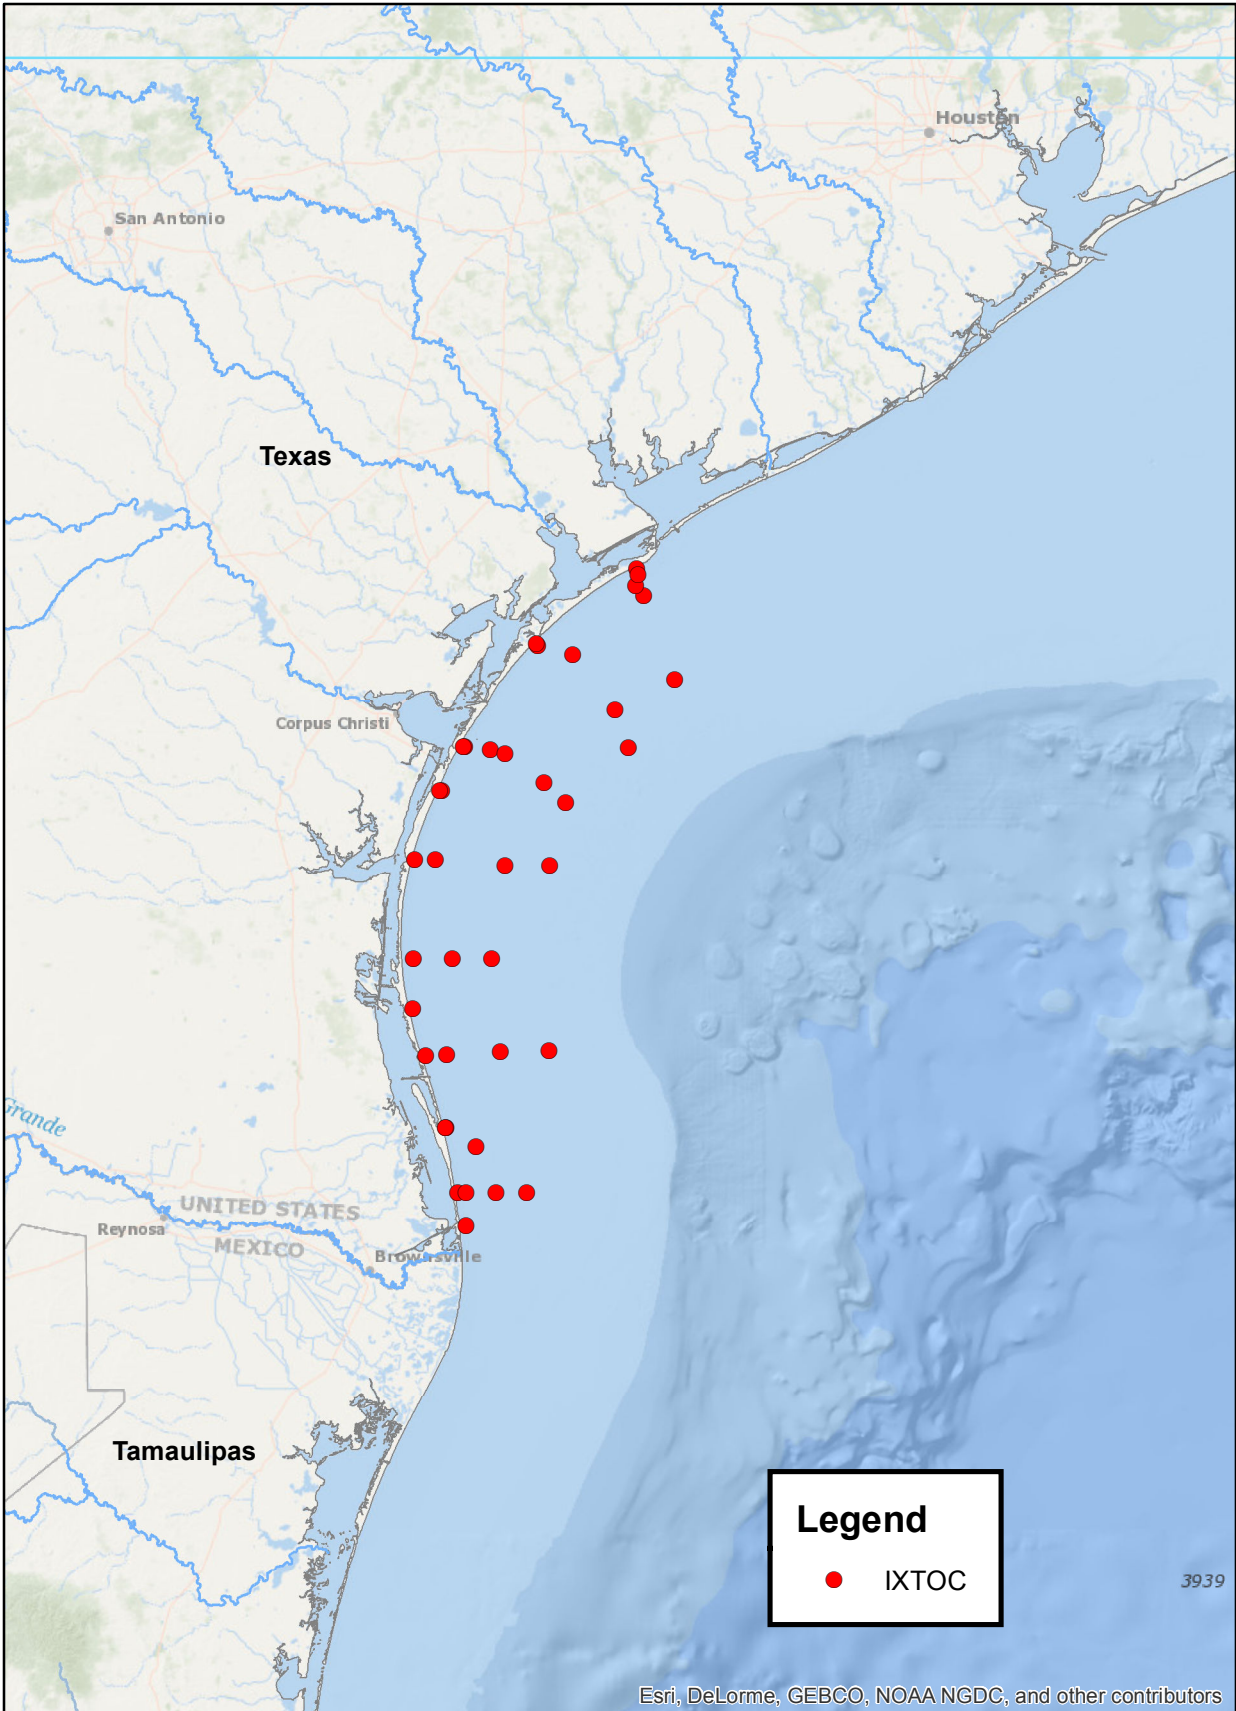 Houston
San Antonio
Texas
Corpus Christi
Grande
UNITED STATES
Reynosa
MEXICO
Brownsville
Tamaulipas
Legend
IXTOC
3939
Esri, DeLorme, GEBCO, NOAA NGDC, and other contributors